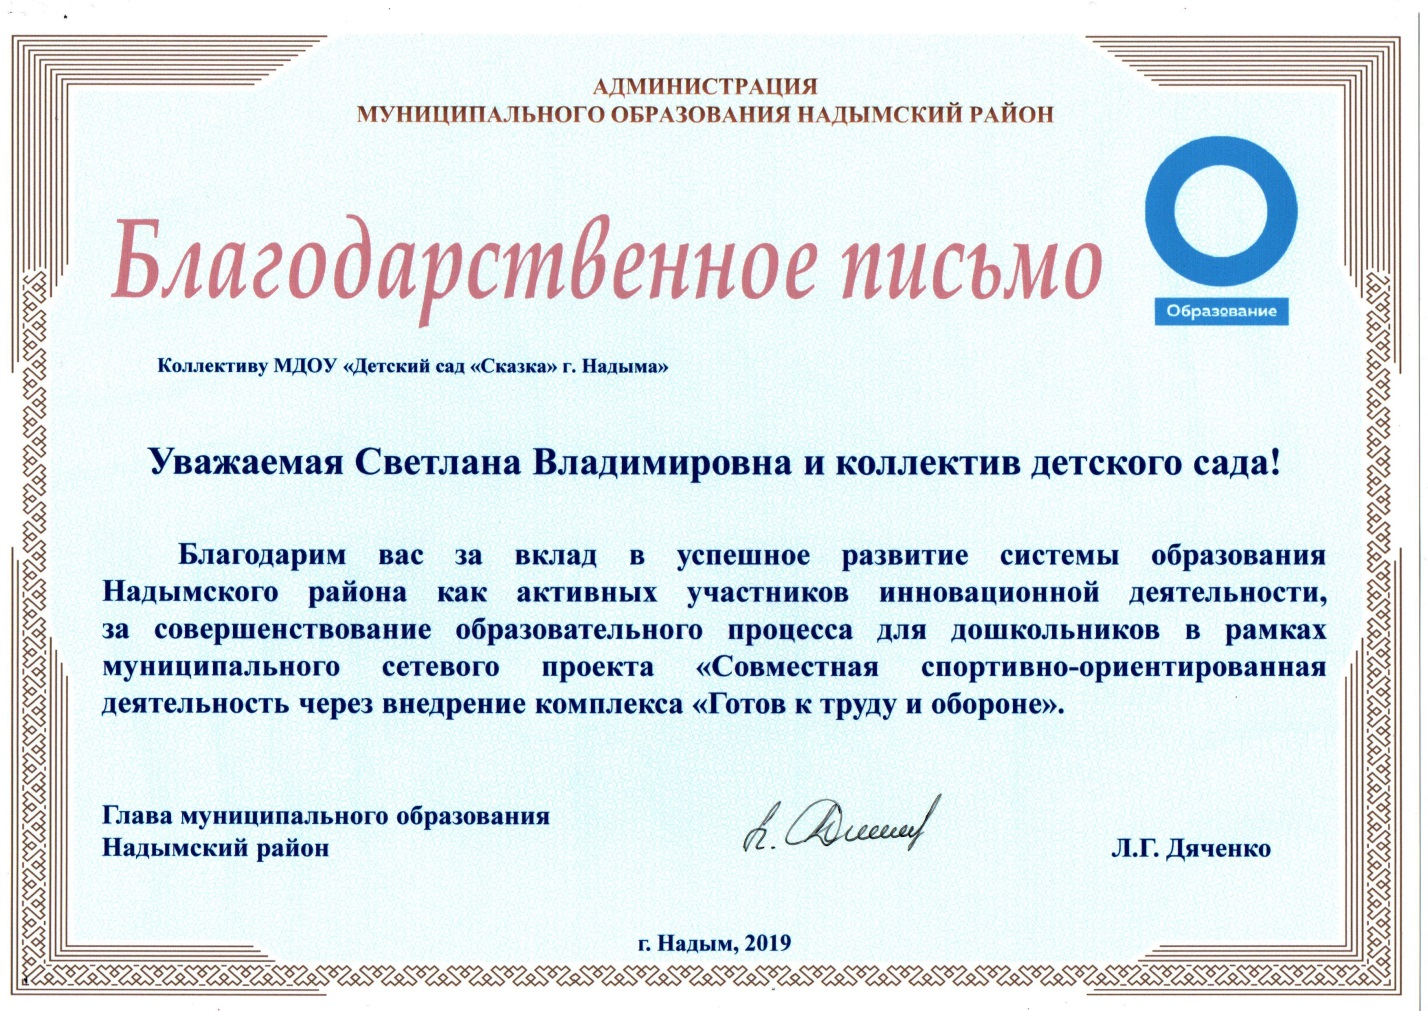 АДМИНИСТРАЦИЯ
МУНИЦИПАЛЬНОГО ОБРАЗОВАНИЯ НАДЫМСКИЙ РАЙОН
Благодарственное письмо
Образование
Коллективу МДОУ «Детский сад «Сказка» г. Надыма»
Уважаемая Светлана Владимировна и коллектив детского сада!
Благодарим вас за вклад в успешное развитие системы образования
Надымского района как активных участников инновационной деятельности,
за совершенствование образовательного процесса для дошкольников в рамках
муниципального сетевого проекта «Совместная спортивно-ориентированная
деятельность через внедрение комплекса «Готов к труду и обороне».
Глава муниципального образования
Надымский район
Л.Г. Дяченко
г. Надым, 2019